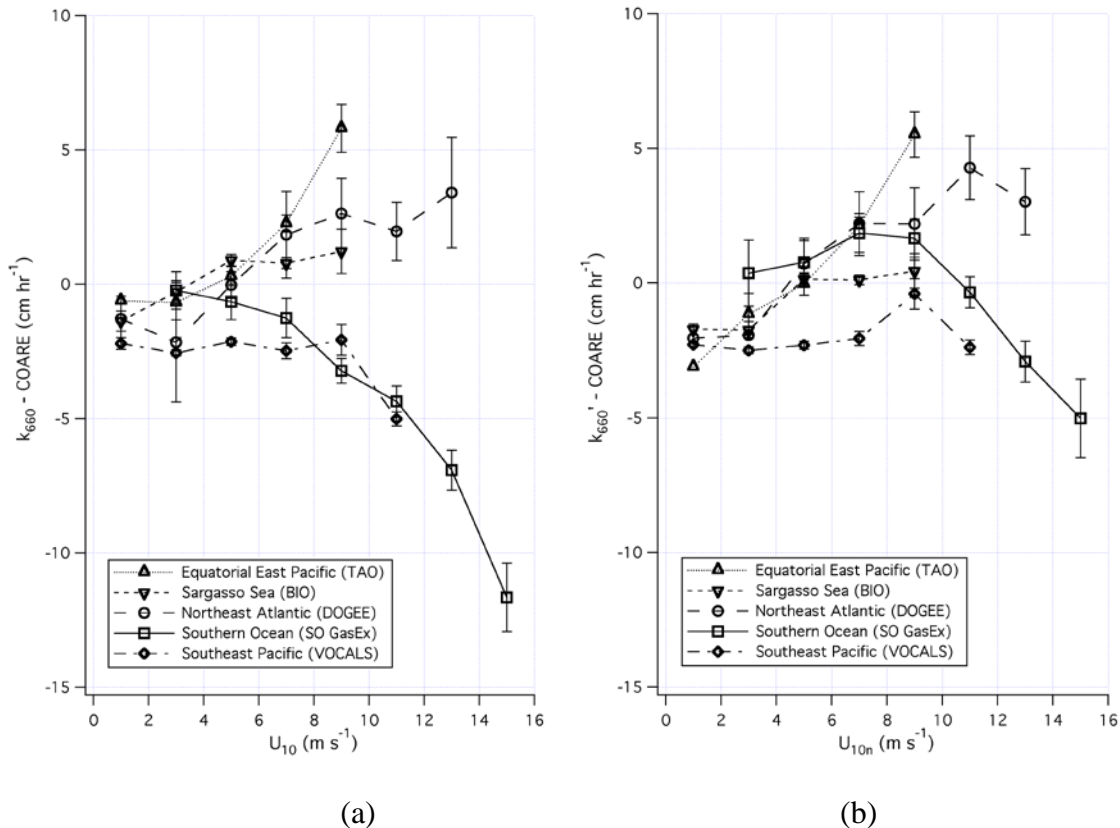 10
5
0
-5
-10
-15
k660 - COARE (cm hr-1)
Equatorial East Pacific (TAO)
Sargasso Sea (BIO)
Northeast Atlantic (DOGEE)
Southern Ocean (SO GasEx)
Southeast Pacific (VOCALS)
0 2 4 6 8 10 12 14 16
U10 (m s-1)
(a)
10
5
0
-5
-10
-15
k660' - COARE (cm hr-1)
Equatorial East Pacific (TAO)
Sargasso Sea (BIO)
Northeast Atlantic (DOGEE)
Southern Ocean (SO GasEx)
Southeast Pacific (VOCALS)
0 2 4 6 8 10 12 14 16
U10n (m s-1)
(b)